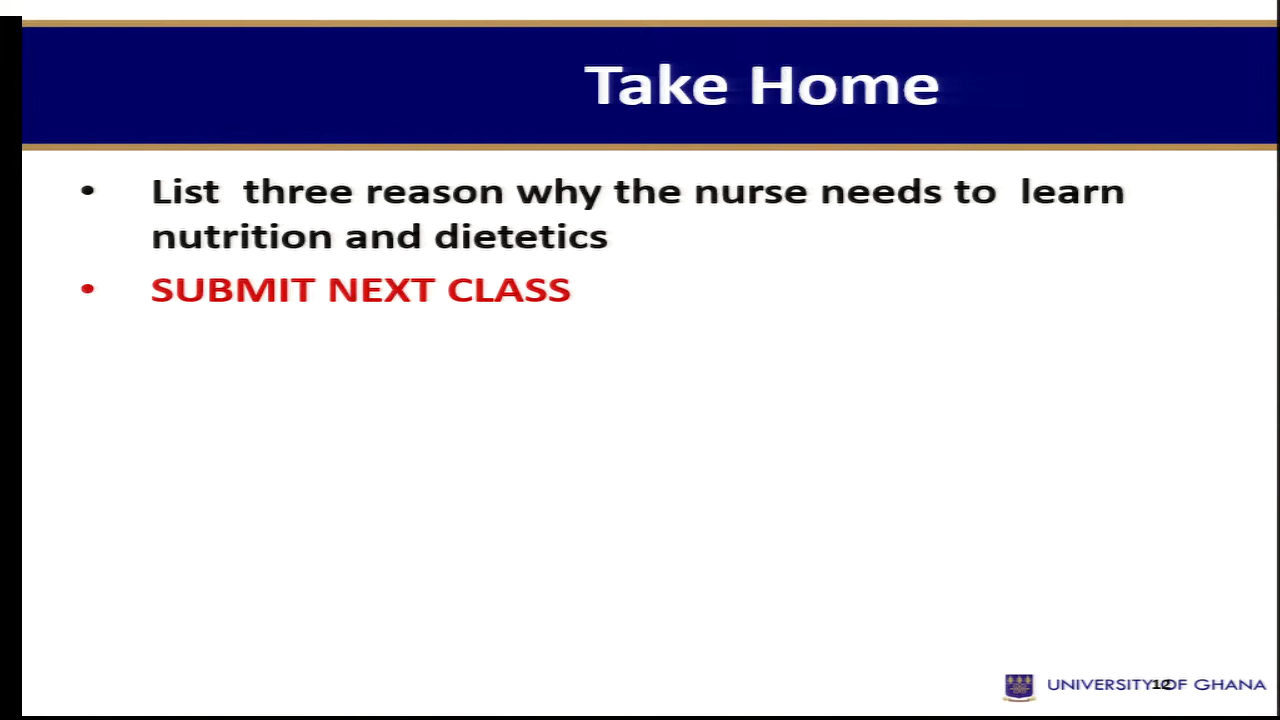 Take Home
• List three reason why the nurse needs to learn
nutrition and dietetics
• SUBMIT NEXT CLASS
UNIVERSITY OF GHANA
12